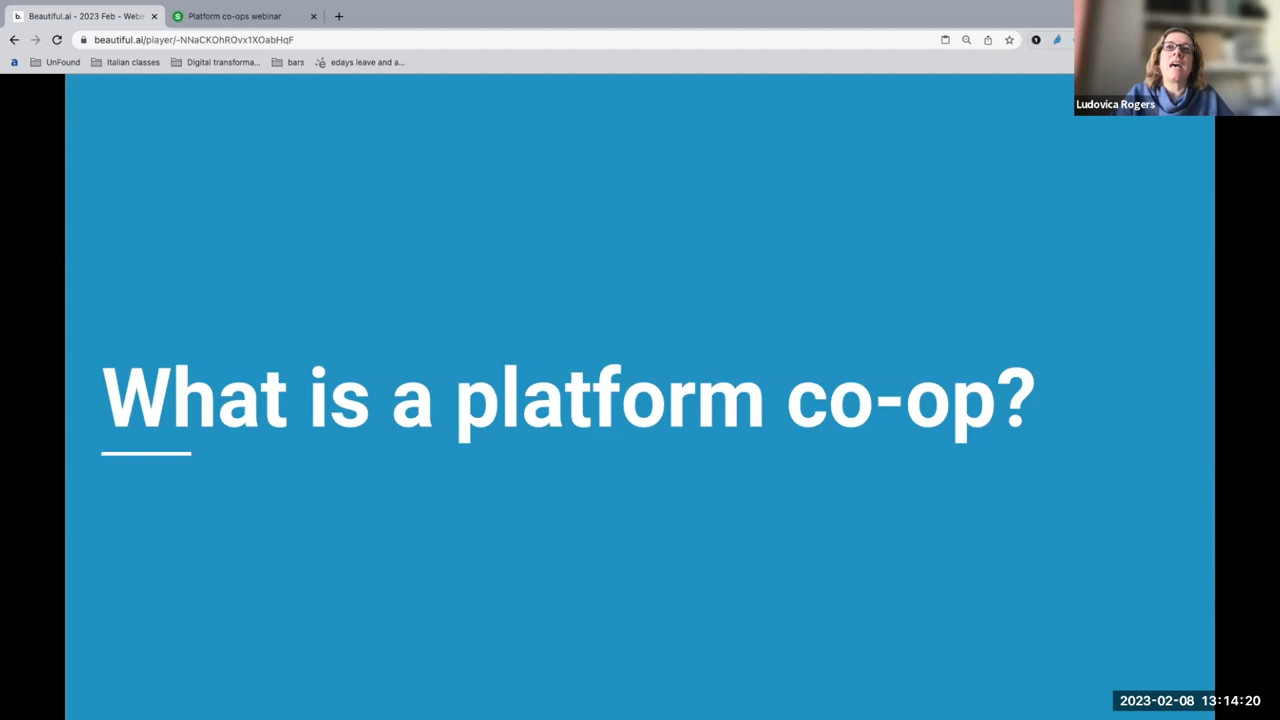 Beautiful.ai - 2023 Feb - Webi
Platform co-ops webinar
beautiful.ai/player/-NNaCKOhROvx1XOabHqF
a UnFound Italian classes Digital transforma... bars edays leave and a...
Ludovica Rogers
What is a platform co-op?
2023-02-08 13:14:20